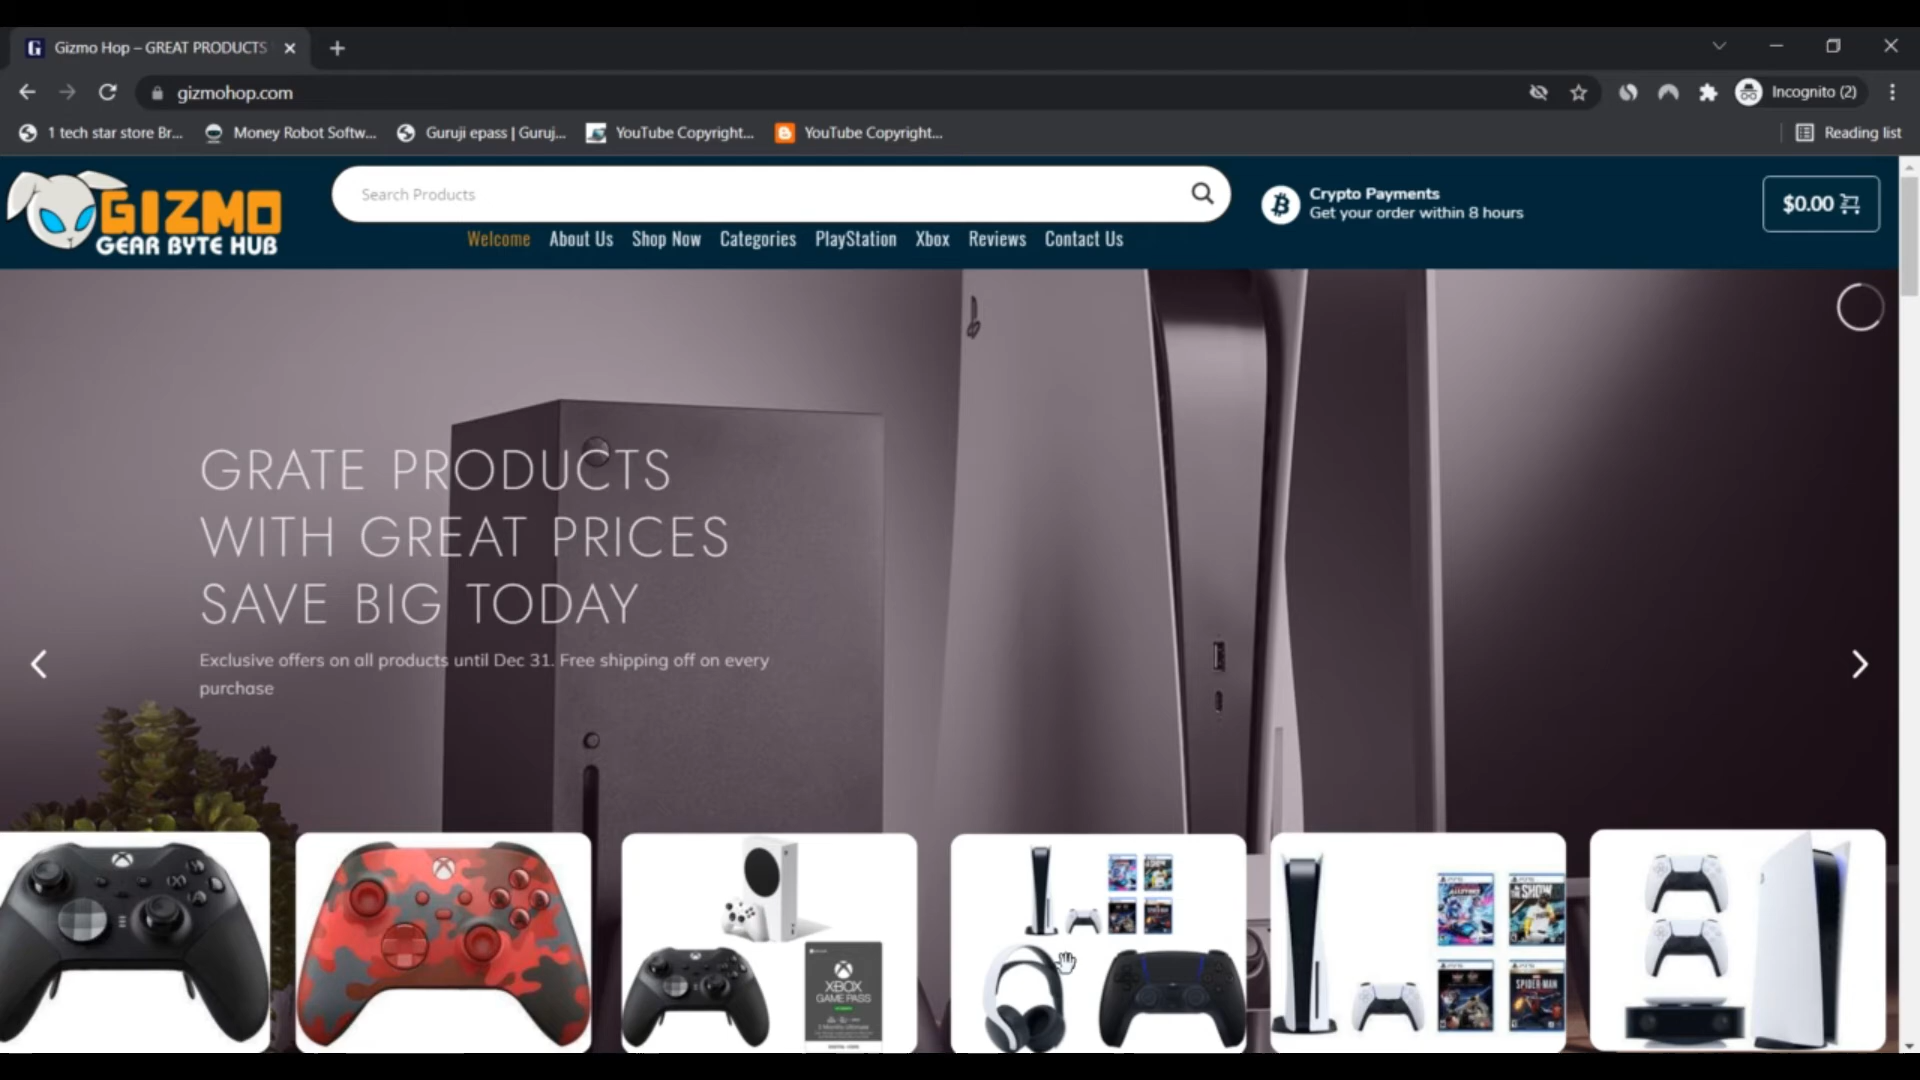 Gizmo Hop – GREAT PRODUCTS
gizmohop.com
Incognito (2)
1 tech star store Br...
Money Robot Softw...
Guruji epass | Guruj...
YouTube Copyright...
YouTube Copyright...
Reading list
GIZMO
GEAR BYTE HUB
Search Products
Crypto Payments
Get your order within 8 hours
$0.00
Welcome
About Us
Shop Now
Categories
PlayStation
Xbox
Reviews
Contact Us
GRATE PRODUCTS
WITH GREAT PRICES
SAVE BIG TODAY
Exclusive offers on all products until Dec 31. Free shipping off on every
purchase
XBOX
GAME PASS
THE SHOW
SPIDER-MAN